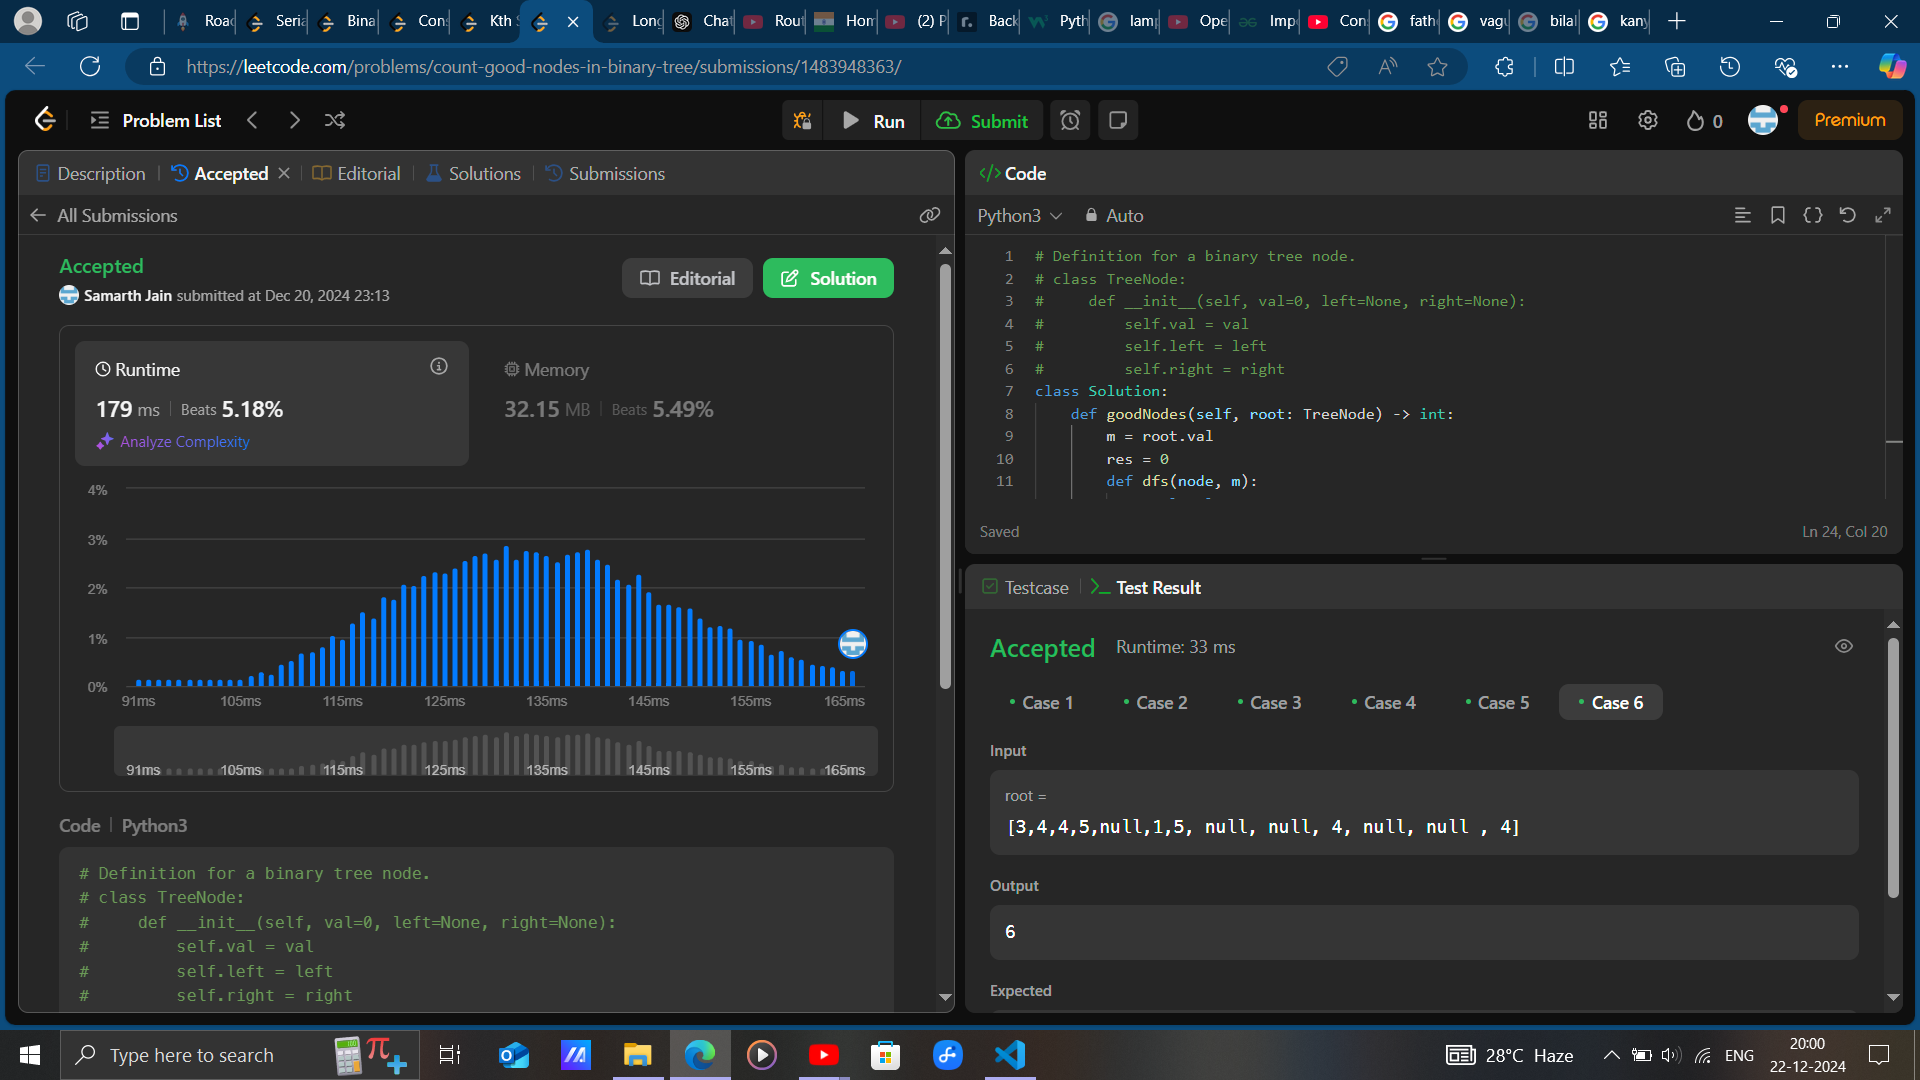 Roa
Seria
Bina
Con
Kth S
Long
Chat
Rout
Hom
(2) P
Back
Pyth
lamp
Ope
Imp
Con
fath
vag
bilal
kany
https://leetcode.com/problems/count-good-nodes-in-binary-tree/submissions/1483948363/
Problem List
Run
Submit
0
Premium
Description
Accepted
Editorial
Solutions
Submissions
All Submissions
Accepted
Samarth Jain submitted at Dec 20, 2024 23:13
Editorial
Solution
Runtime
179 ms | Beats 5.18%
Analyze Complexity
Memory
32.15 MB | Beats 5.49%
4%
3%
2%
1%
0%
91ms 105ms 115ms 125ms 135ms 145ms 155ms 165ms
91ms 105ms 115ms 125ms 135ms 145ms 155ms 165ms
Code | Python3
# Definition for a binary tree node.
# class TreeNode:
#     def __init__(self, val=0, left=None, right=None):
#         self.val = val
#         self.left = left
#         self.right = right
Code
Python3
Auto
1 # Definition for a binary tree node.
2 # class TreeNode:
3 #     def __init__(self, val=0, left=None, right=None):
4 #         self.val = val
5 #         self.left = left
6 #         self.right = right
7 class Solution:
8     def goodNodes(self, root: TreeNode) -> int:
9         m = root.val
10         res = 0
11         def dfs(node, m):
Saved
Ln 24, Col 20
Testcase
Test Result
Accepted
Runtime: 33 ms
Case 1
Case 2
Case 3
Case 4
Case 5
Case 6
Input
root =
[3,4,4,5,null,1,5, null, null, 4, null, null , 4]
Output
6
Expected
Type here to search
28°C Haze
ENG
20:00
22-12-2024